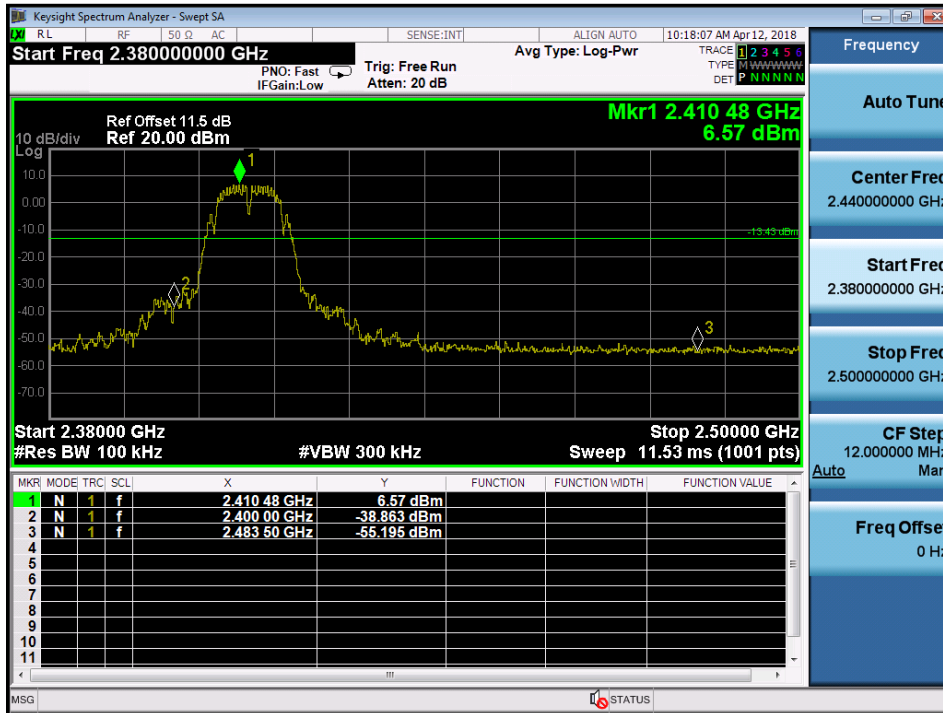 Keysight Spectrum Analyzer - Swept SA
LXI RL RF 50 Ω AC SENSE:INT ALIGN AUTO 10:18:07 AM Apr 12, 2018
Start Freq 2.380000000 GHz
PNO: Fast
IFGain:Low
Trig: Free Run
Atten: 20 dB
Avg Type: Log-Pwr
TRACE 1 2 3 4 5 6
TYPE M WWWWW
DET P N N N N N
Ref Offset 11.5 dB
Ref 20.00 dBm
10 dB/div
Log
Mkr1 2.410 48 GHz
6.57 dBm
10.0
0.00
-10.0
-20.0
-30.0
-40.0
-50.0
-60.0
-70.0
1
2
3
-13.43 dBm
Start 2.38000 GHz Stop 2.50000 GHz
#Res BW 100 kHz #VBW 300 kHz Sweep 11.53 ms (1001 pts)
MKR MODE TRC SCL X Y FUNCTION FUNCTION WIDTH FUNCTION VALUE
1 N 1 f 2.410 48 GHz 6.57 dBm
2 N 1 f 2.400 00 GHz -38.863 dBm
3 N 1 f 2.483 50 GHz -55.195 dBm
4
5
6
7
8
9
10
11
MSG STATUS
Frequency
Auto Tune
Center Freq
2.440000000 GHz
Start Freq
2.380000000 GHz
Stop Freq
2.500000000 GHz
CF Step
12.000000 MHz
Auto Man
Freq Offset
0 Hz